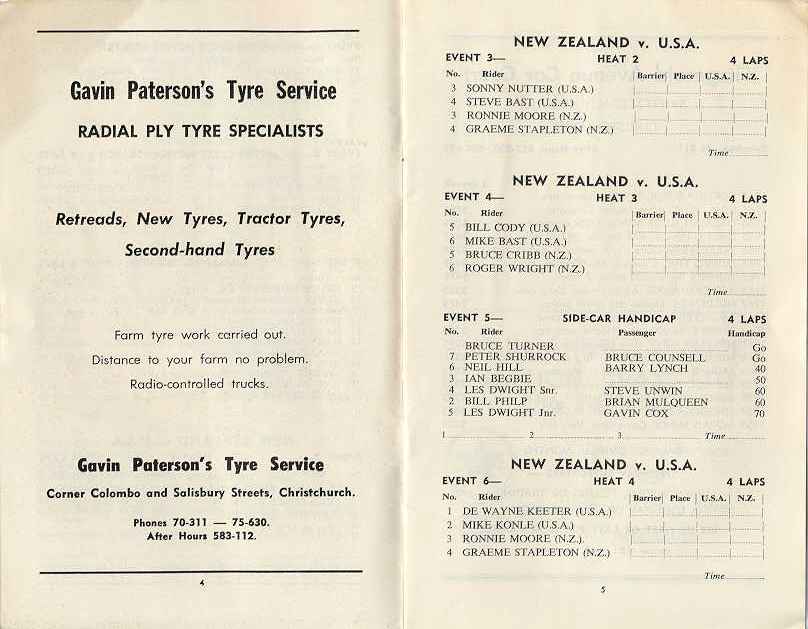 Gavin Paterson's Tyre Service
RADIAL PLY TYRE SPECIALISTS
Retreads, New Tyres, Tractor Tyres,
Second-hand Tyres
Farm tyre work carried out.
Distance to your farm no problem.
Radio-controlled trucks.
Gavin Paterson's Tyre Service
Corner Colombo and Salisbury Streets, Christchurch.
Phones 70-311 — 75-630.
After Hours 583-112.
4
NEW ZEALAND v. U.S.A.
EVENT 3— HEAT 2 4 LAPS
No. Rider Barrier Place U.S.A. N.Z.
3 SONNY NUTTER (U.S.A.)
4 STEVE BAST (U.S.A.)
3 RONNIE MOORE (N.Z.)
4 GRAEME STAPLETON (N.Z.)
Time
NEW ZEALAND v. U.S.A.
EVENT 4— HEAT 3 4 LAPS
No. Rider Barrier Place U.S.A. N.Z.
5 BILL CODY (U.S.A.)
6 MIKE BAST (U.S.A.)
5 BRUCE CRIBB (N.Z.)
6 ROGER WRIGHT (N.Z.)
Time
EVENT 5— SIDE-CAR HANDICAP 4 LAPS
No. Rider Passenger Handicap
BRUCE TURNER Go
7 PETER SHURROCK BRUCE COUNSELL Go
6 NEIL HILL BARRY LYNCH 40
3 IAN BEGBIE 50
4 LES DWIGHT Snr. STEVE UNWIN 60
2 BILL PHILP BRIAN MULQUEEN 60
5 LES DWIGHT Jnr. GAVIN COX 70
1 2 3 Time
NEW ZEALAND v. U.S.A.
EVENT 6— HEAT 4 4 LAPS
No. Rider Barrier Place U.S.A. N.Z.
1 DE WAYNE KEETER (U.S.A.)
2 MIKE KONLE (U.S.A.)
3 RONNIE MOORE (N.Z.).
4 GRAEME STAPLETON (N.Z.)
Time
5